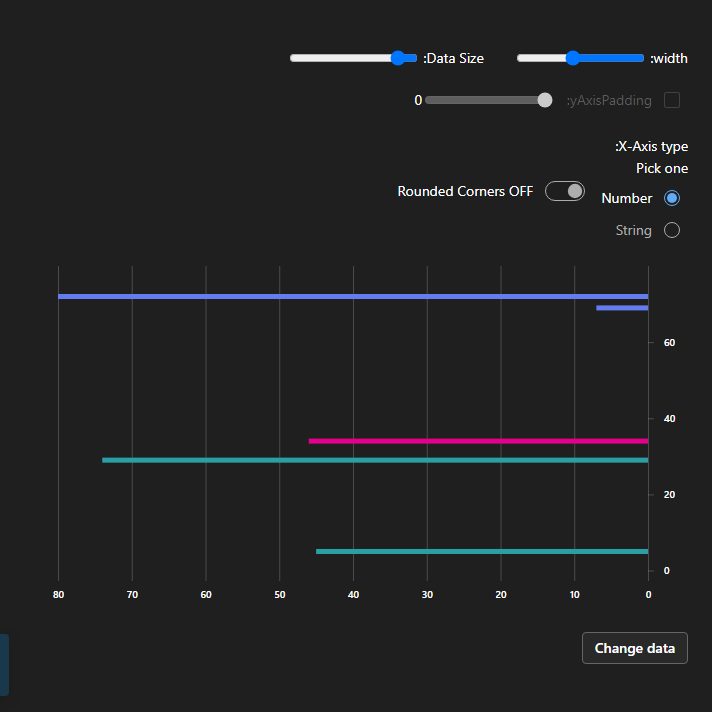 :width
:Data Size
:yAxisPadding
0
:X-Axis type
Pick one
Number
Rounded Corners OFF
String
60
40
20
0
80 70 60 50 40 30 20 10 0
Change data